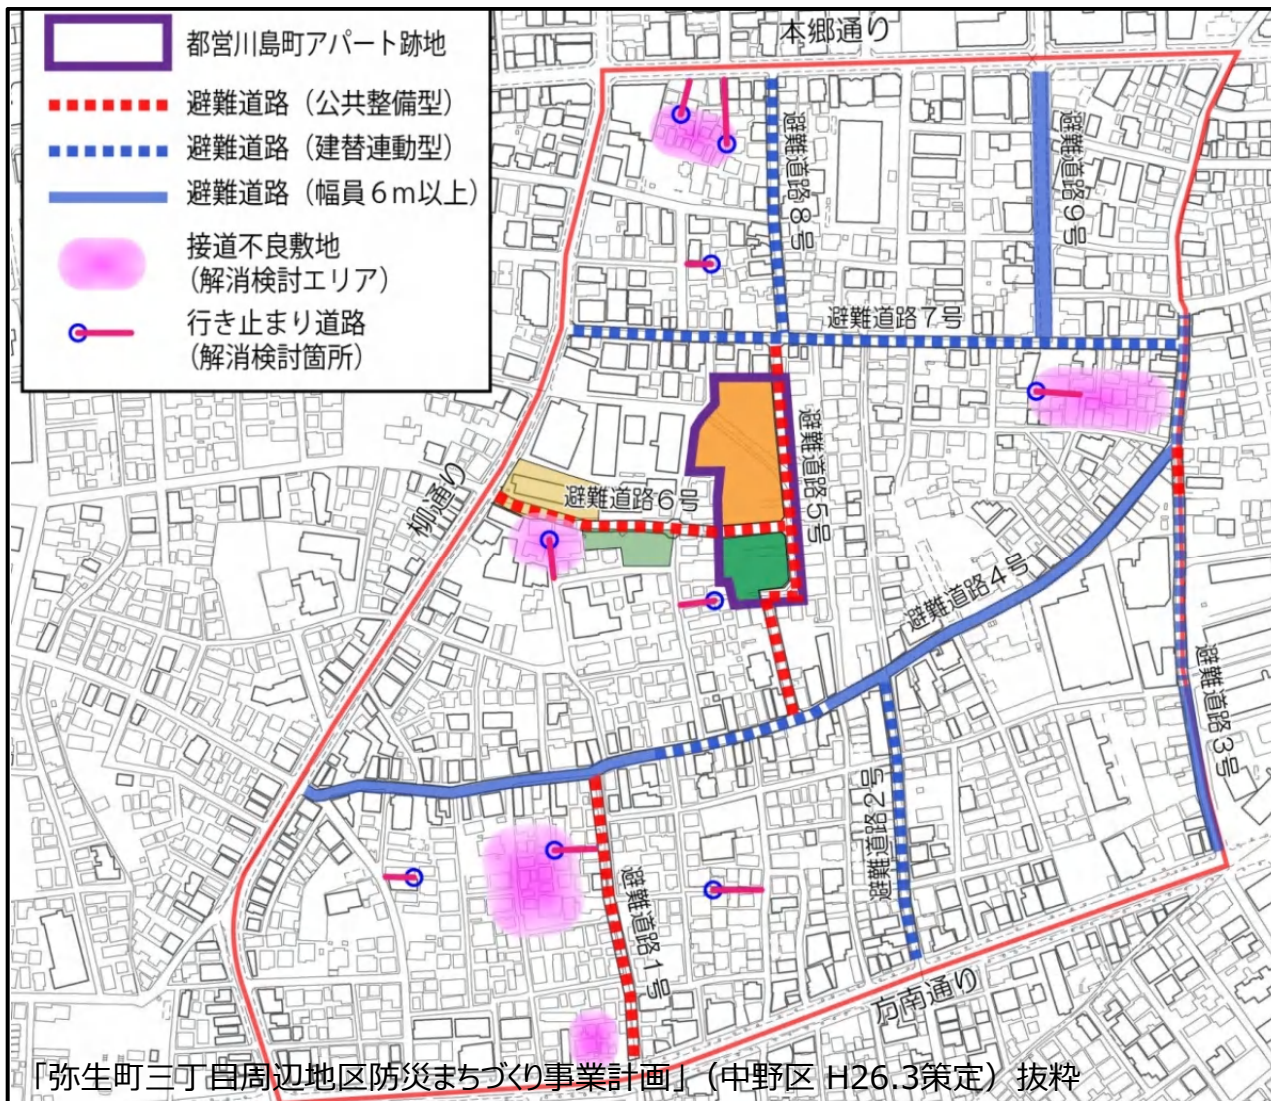 都営川島町アパート跡地
避難道路（公共整備型）
避難道路（建替連動型）
避難道路（幅員６ｍ以上）
接道不良敷地
（解消検討エリア）
行き止まり道路
（解消検討箇所）
本郷通り
避難道路８号
避難道路９号
避難道路７号
避難道路５号
避難道路６号
柳通り
避難道路４号
避難道路３号
避難道路２号
避難道路１号
方南通り
「弥生町三丁目周辺地区防災まちづくり事業計画」（中野区 H26.3策定）抜粋